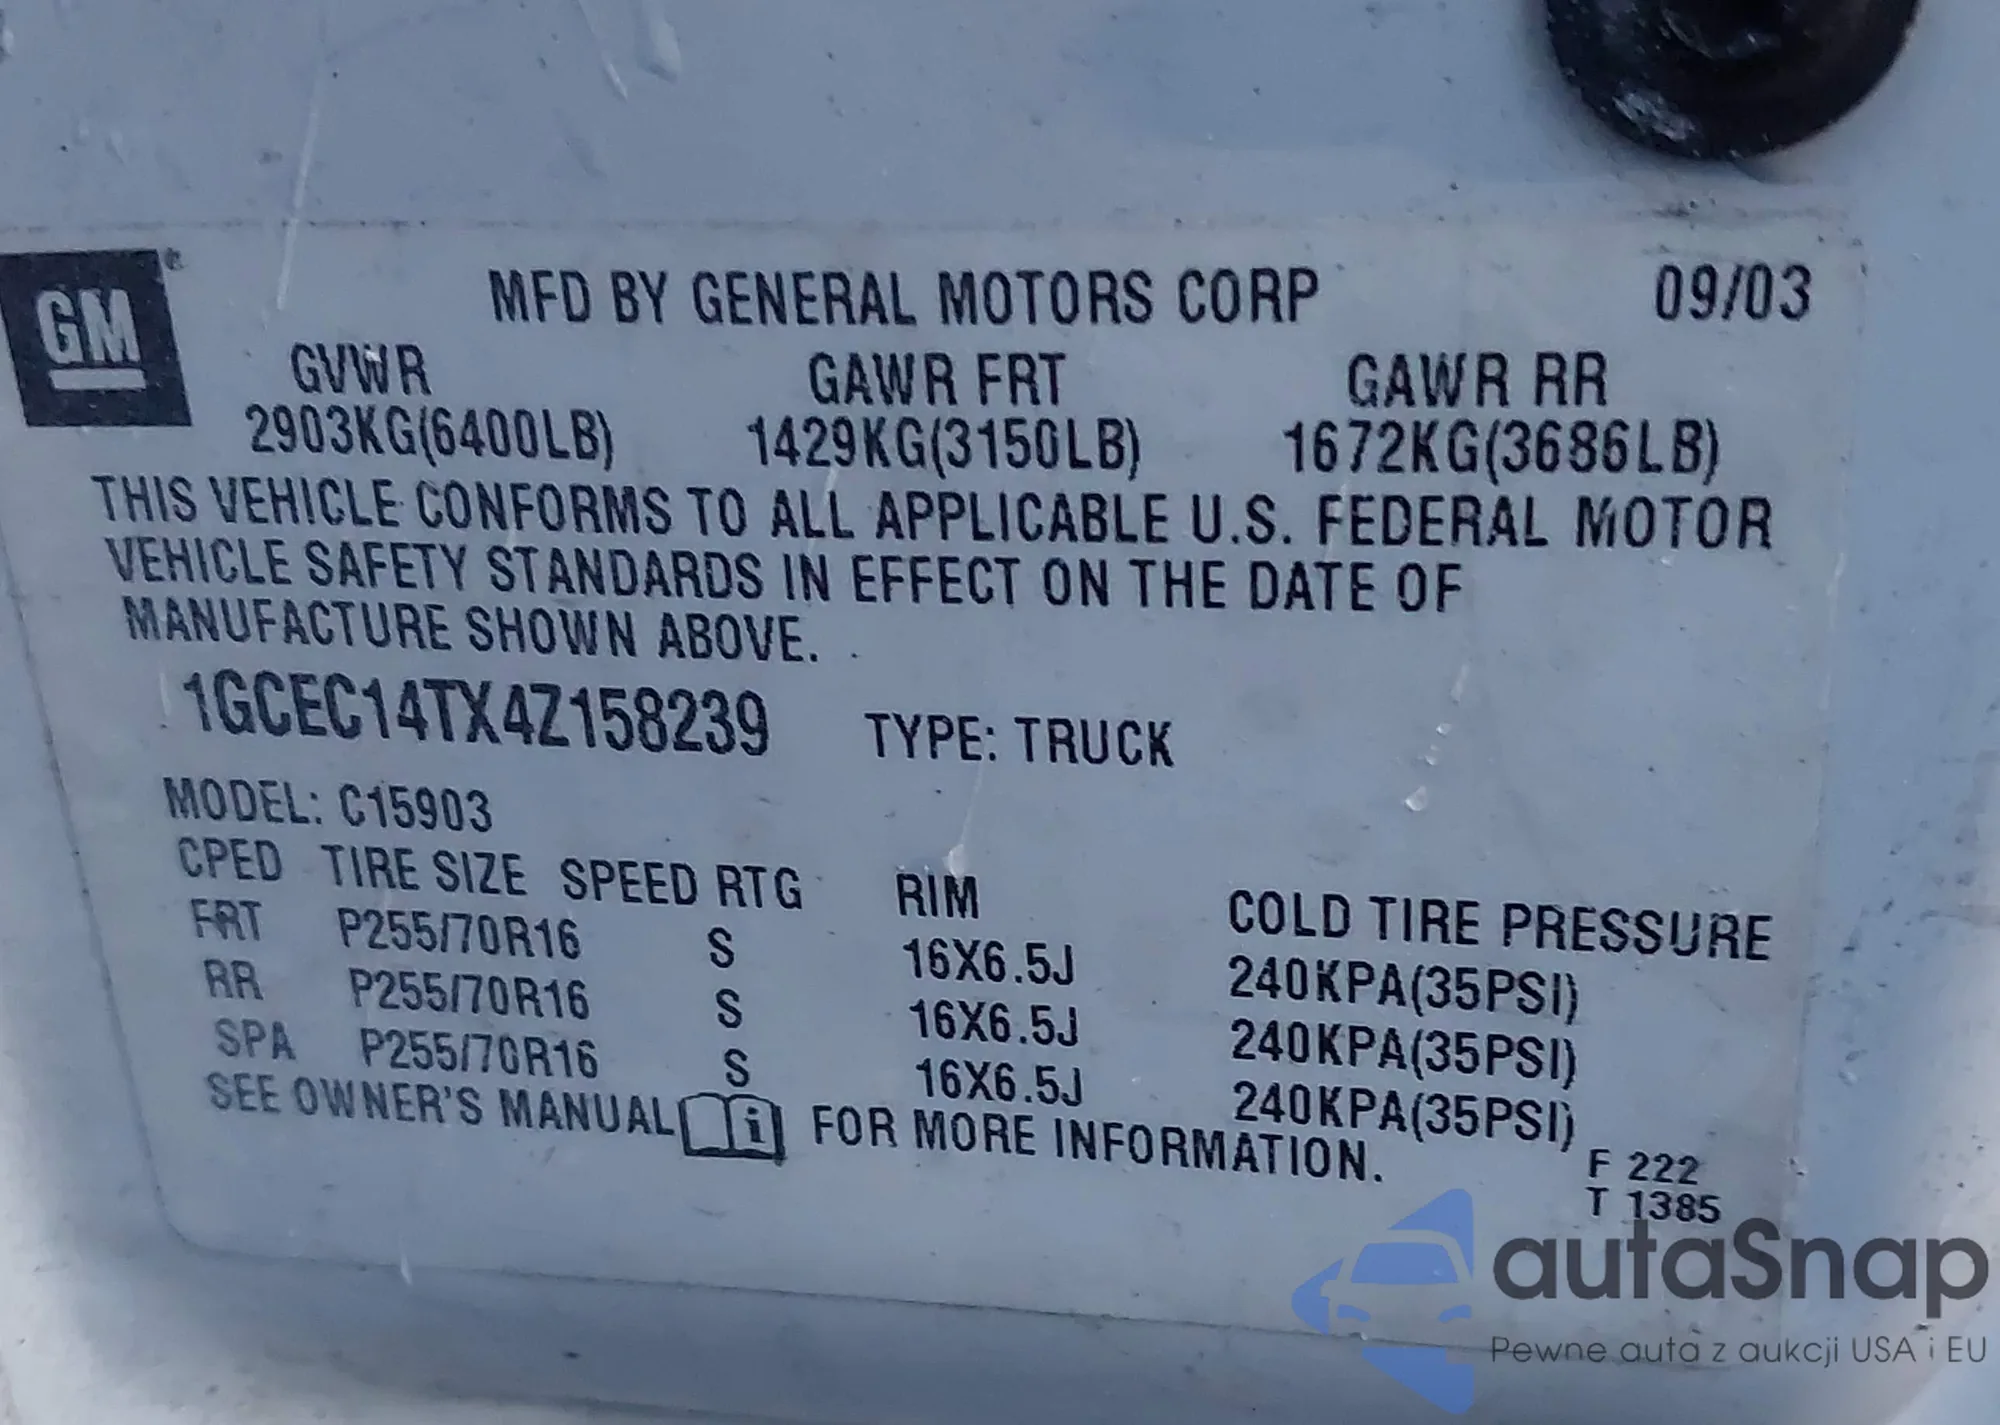 GM
MFD BY GENERAL MOTORS CORP 09/03
GVWR GAWR FRT GAWR RR
2903KG(6400LB) 1429KG(3150LB) 1672KG(3686LB)
THIS VEHICLE CONFORMS TO ALL APPLICABLE U.S. FEDERAL MOTOR
VEHICLE SAFETY STANDARDS IN EFFECT ON THE DATE OF
MANUFACTURE SHOWN ABOVE.
1GCEC14TX4Z158239 TYPE: TRUCK
MODEL: C15903
CPED TIRE SIZE SPEED RTG RIM COLD TIRE PRESSURE
FRT P255/70R16 S 16X6.5J 240KPA(35PSI)
RR P255/70R16 S 16X6.5J 240KPA(35PSI)
SPA P255/70R16 S 16X6.5J 240KPA(35PSI)
SEE OWNER'S MANUAL i FOR MORE INFORMATION.
F 222
T 1385
autaSnap
Pewne auta z aukcji USA i EU